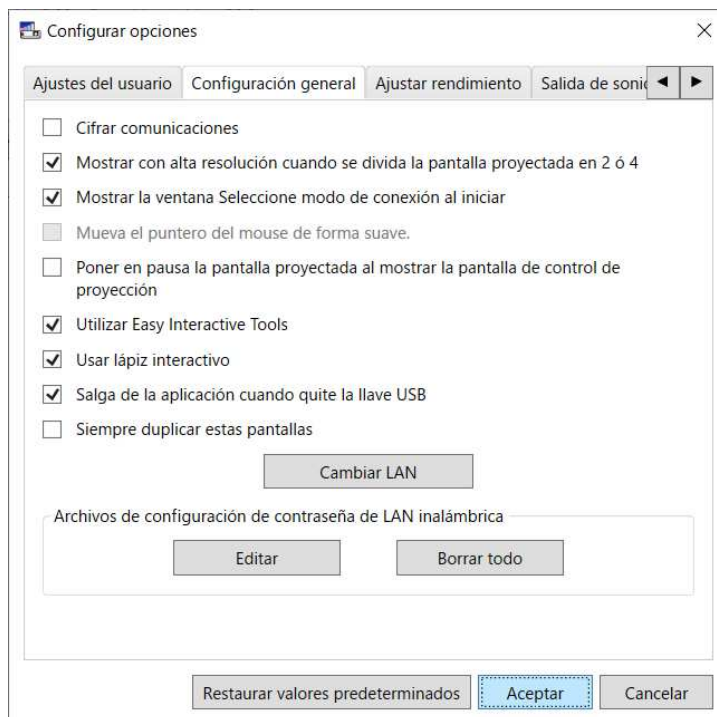 Configurar opciones
Ajustes del usuario Configuración general Ajustar rendimiento Salida de sonid
Cifrar comunicaciones
Mostrar con alta resolución cuando se divida la pantalla proyectada en 2 ó 4
Mostrar la ventana Seleccione modo de conexión al iniciar
Mueva el puntero del mouse de forma suave.
Poner en pausa la pantalla proyectada al mostrar la pantalla de control de
proyección
Utilizar Easy Interactive Tools
Usar lápiz interactivo
Salga de la aplicación cuando quite la llave USB
Siempre duplicar estas pantallas
Cambiar LAN
Archivos de configuración de contraseña de LAN inalámbrica
Editar Borrar todo
Restaurar valores predeterminados Aceptar Cancelar